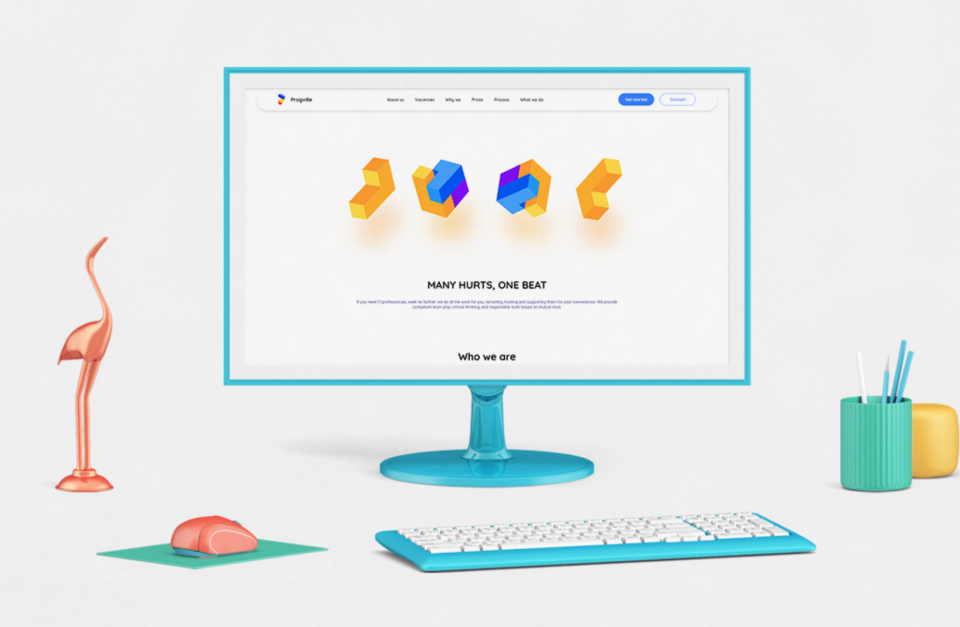 Progville
About us Vacancies Why we Prices Process What we do
Get started Contact
MANY HURTS, ONE BEAT
If you need IT professionals, seek no further: we do all the work for you, recruiting, hosting and supporting them for your convenience. We provide
competent team play, critical thinking, and responsible work based on mutual trust.
Who we are